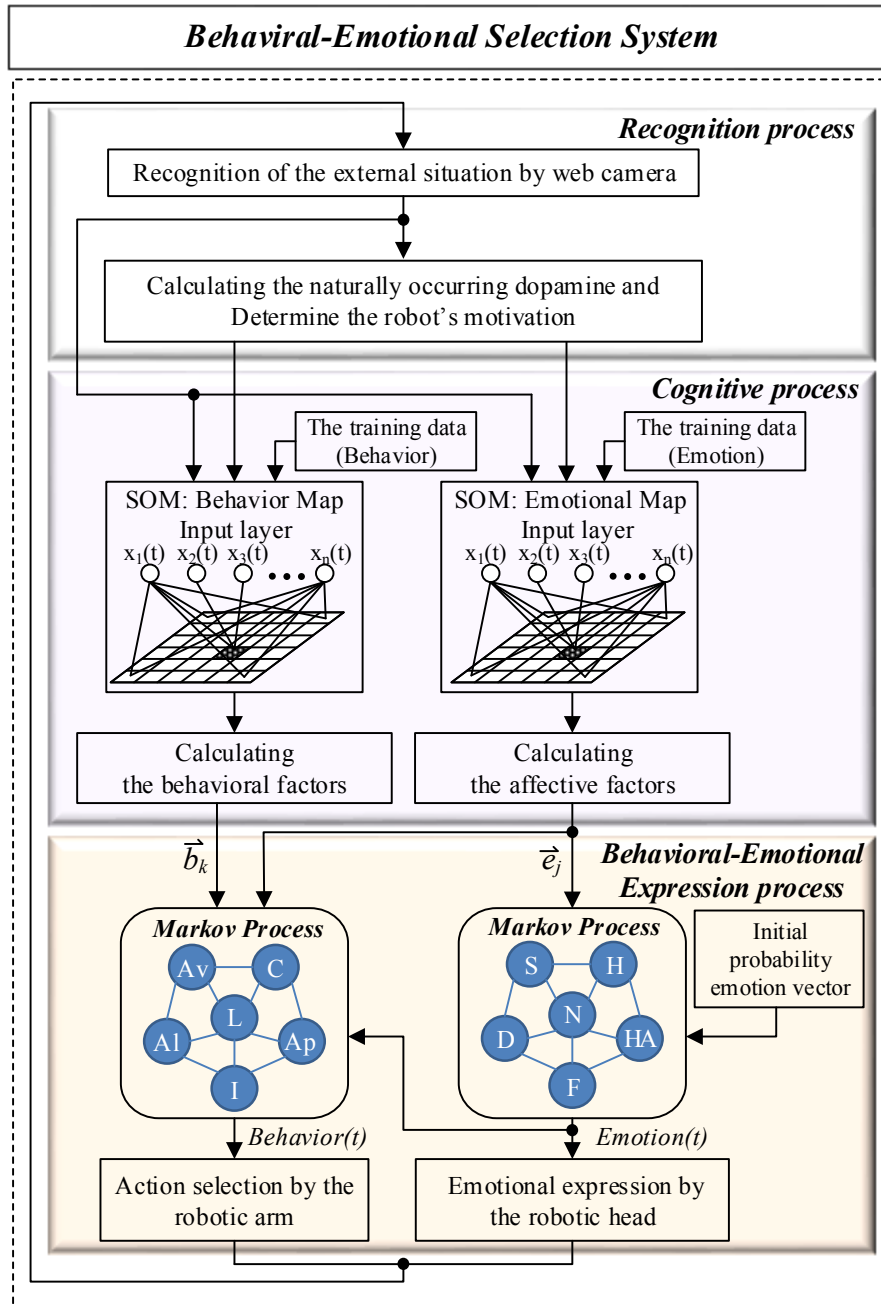 Behaviral-Emotional Selection System
Recognition process
Recognition of the external situation by web camera
Calculating the naturally occurring dopamine and
Determine the robot's motivation
Cognitive process
The training data
(Behavior)
The training data
(Emotion)
SOM: Behavior Map
Input layer
x₁(t) x₂(t) x₃(t) xₙ(t)
SOM: Emotional Map
Input layer
x₁(t) x₂(t) x₃(t) xₙ(t)
Calculating
the behavioral factors
Calculating
the affective factors
Behavioral-Emotional
Expression process
b⃗ₖ
e⃗ⱼ
Markov Process
Av C
L
Al Ap
I
Markov Process
S H
N
D HA
F
Initial
probability
emotion vector
Behavior(t)
Emotion(t)
Action selection by the
robotic arm
Emotional expression by
the robotic head